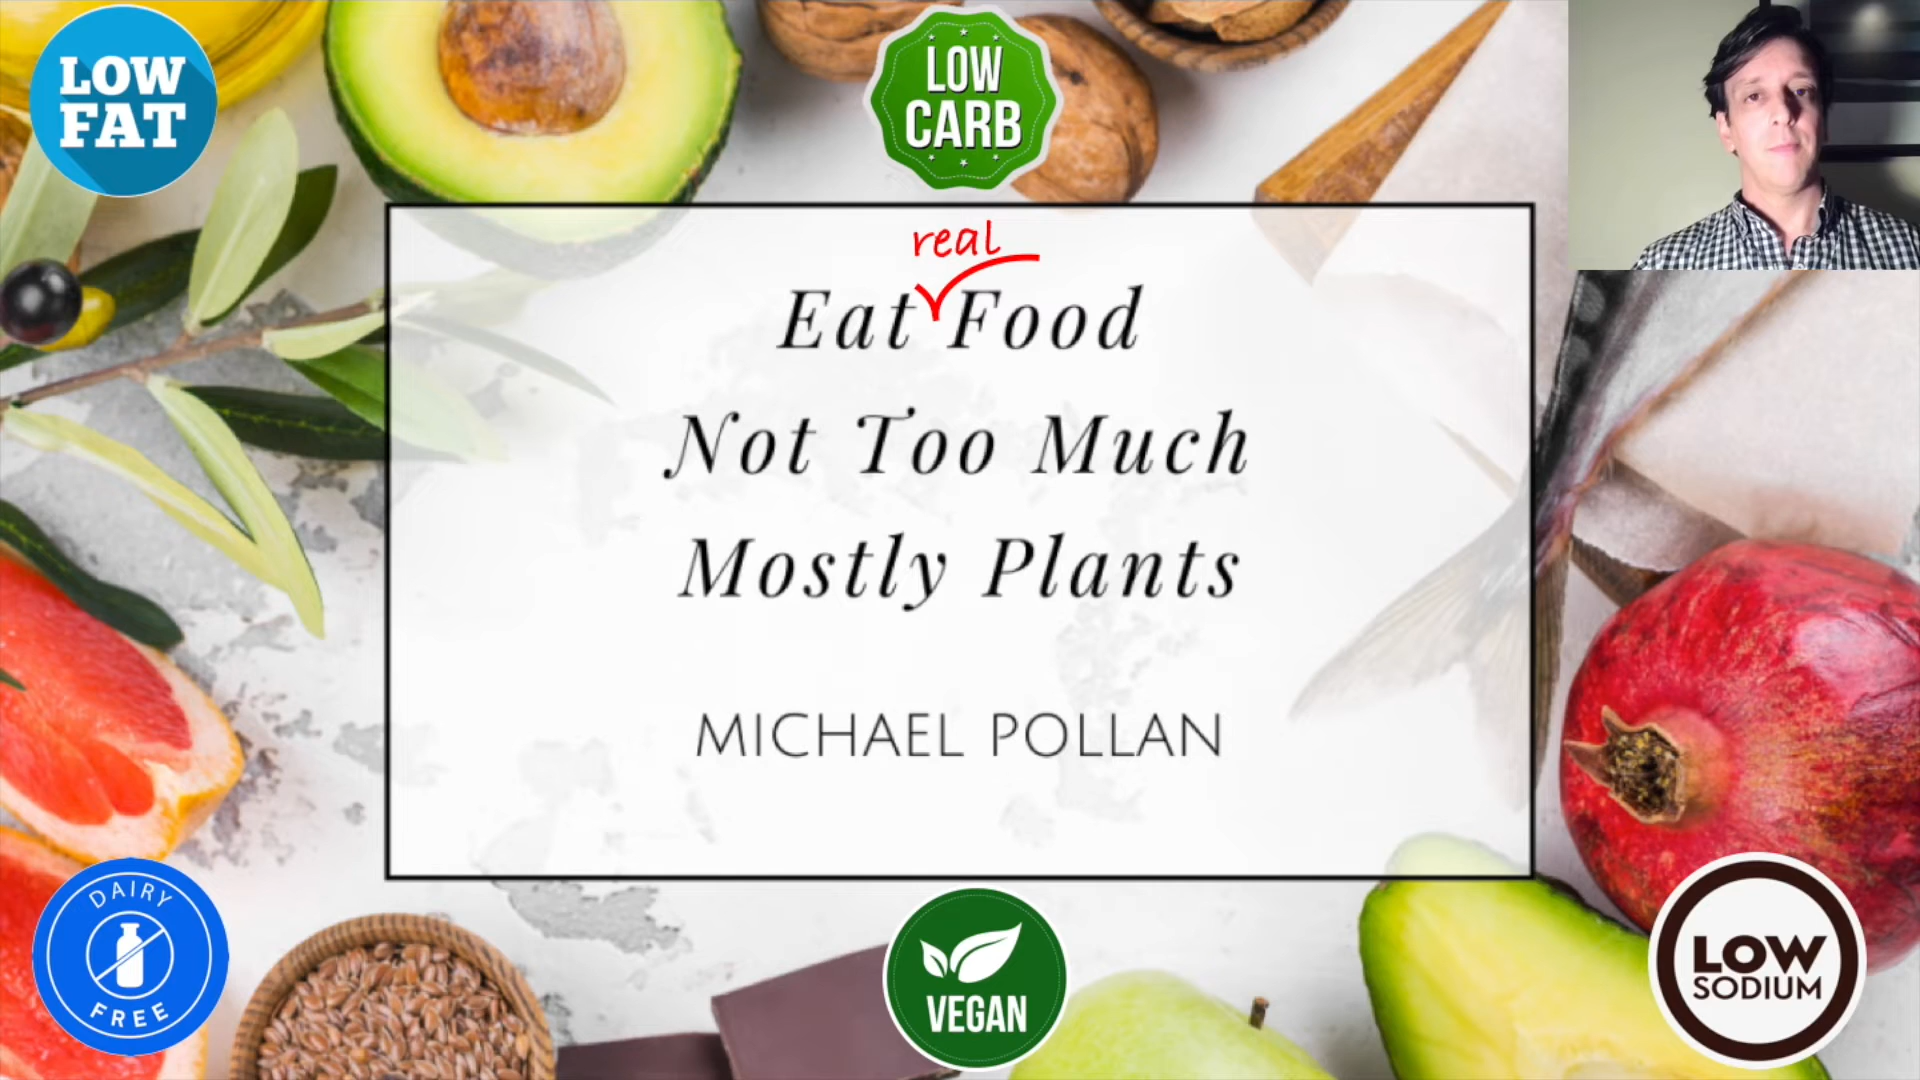 LOW
FAT
LOW
CARB
real
Eat Food
Not Too Much
Mostly Plants
MICHAEL POLLAN
DAIRY
FREE
VEGAN
LOW
SODIUM